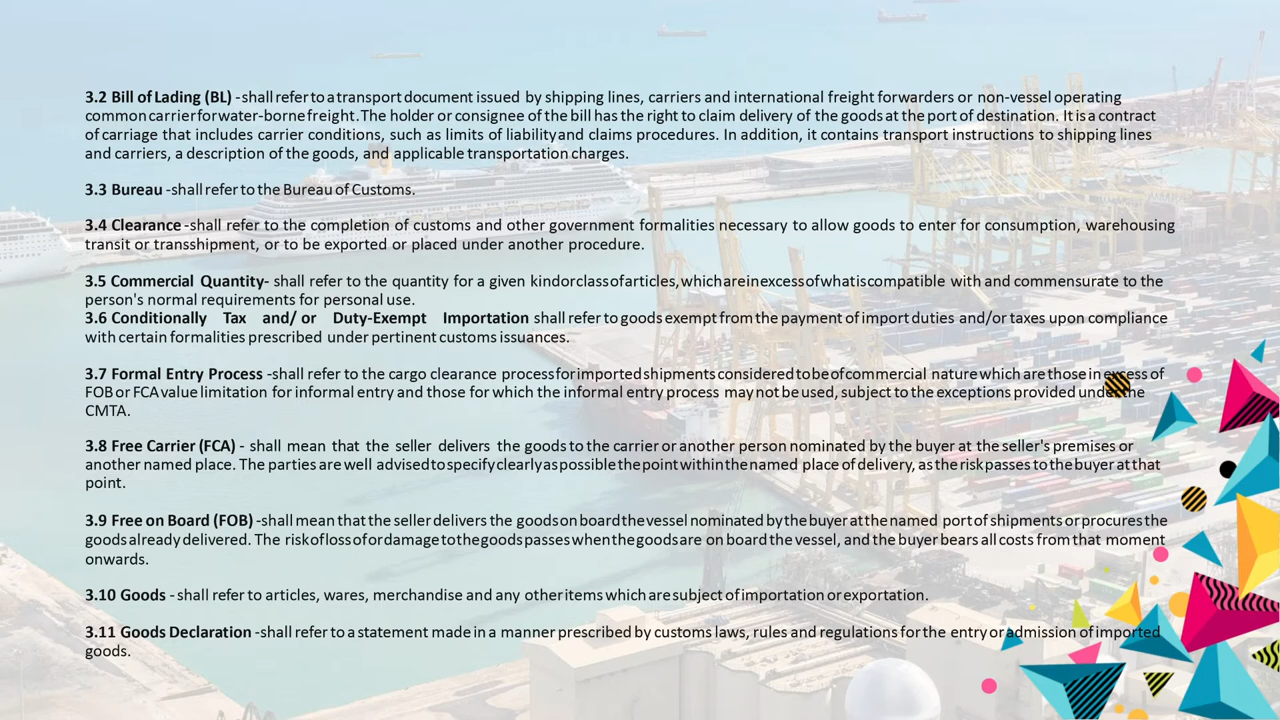 3.2 Bill of Lading (BL) -shall refer to a transport document issued by shipping lines, carriers and international freight forwarders or non-vessel operating
common carrier for water-borne freight. The holder or consignee of the bill has the right to claim delivery of the goods at the port of destination. It is a contract
of carriage that includes carrier conditions, such as limits of liability and claims procedures. In addition, it contains transport instructions to shipping lines
and carriers, a description of the goods, and applicable transportation charges.
3.3 Bureau -shall refer to the Bureau of Customs.
3.4 Clearance -shall refer to the completion of customs and other government formalities necessary to allow goods to enter for consumption, warehousing
transit or transshipment, or to be exported or placed under another procedure.
3.5 Commercial Quantity- shall refer to the quantity for a given kind or class of articles, which are in excess of what is compatible with and commensurate to the
person's normal requirements for personal use.
3.6 Conditionally Tax and/ or Duty-Exempt Importation shall refer to goods exempt from the payment of import duties and/or taxes upon compliance
with certain formalities prescribed under pertinent customs issuances.
3.7 Formal Entry Process -shall refer to the cargo clearance process for imported shipments considered to be of commercial nature which are those in excess of
FOB or FCA value limitation for informal entry and those for which the informal entry process may not be used, subject to the exceptions provided under the
CMTA.
3.8 Free Carrier (FCA) - shall mean that the seller delivers the goods to the carrier or another person nominated by the buyer at the seller's premises or
another named place. The parties are well advised to specify clearly as possible the point within the named place of delivery, as the risk passes to the buyer at that
point.
3.9 Free on Board (FOB) -shall mean that the seller delivers the goods on board the vessel nominated by the buyer at the named port of shipments or procures the
goods already delivered. The risk of loss of or damage to the goods passes when the goods are on board the vessel, and the buyer bears all costs from that moment
onwards.
3.10 Goods - shall refer to articles, wares, merchandise and any other items which are subject of importation or exportation.
3.11 Goods Declaration -shall refer to a statement made in a manner prescribed by customs laws, rules and regulations for the entry or admission of imported
goods.